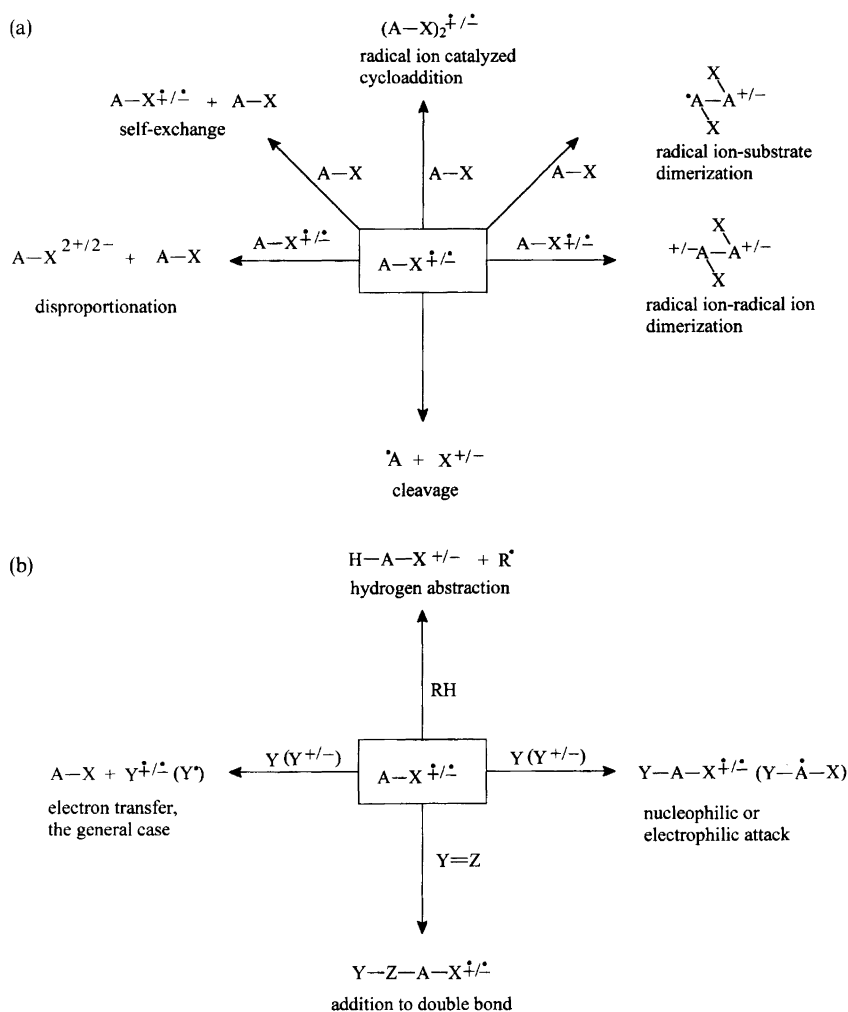 (a)
(A—X)₂•+/•−
radical ion catalyzed
cycloaddition
A—X•+/•− + A—X
self-exchange
X
•A—A+/−
X
radical ion-substrate
dimerization
A—X
A—X
A—X
A—X 2+/2− + A—X
disproportionation
A—X•+/•−
A—X•+/•−
A—X•+/•−
X
+/−A—A+/−
X
radical ion-radical ion
dimerization
•A + X+/−
cleavage
(b)
H—A—X +/− + R•
hydrogen abstraction
RH
A—X + Y•+/•− (Y•)
electron transfer,
the general case
Y (Y+/−)
A—X•+/•−
Y (Y+/−)
Y—A—X•+/•− (Y—Ȧ—X)
nucleophilic or
electrophilic attack
Y=Z
Y—Z—A—X•+/•−
addition to double bond